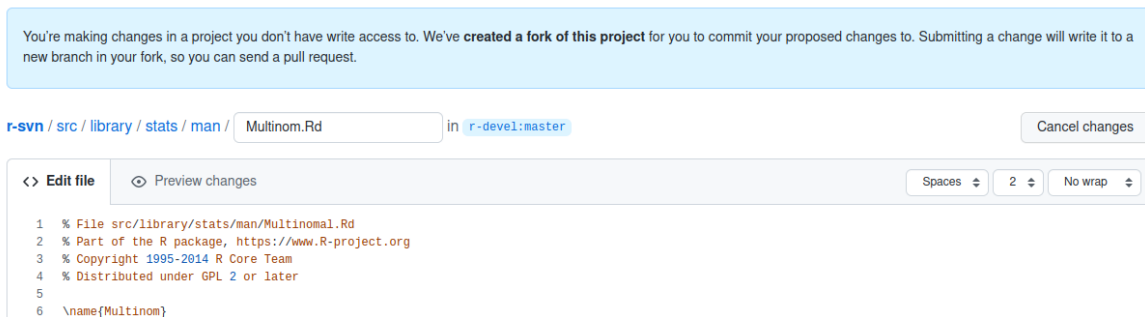 You're making changes in a project you don't have write access to. We've created a fork of this project for you to commit your proposed changes to. Submitting a change will write it to a
new branch in your fork, so you can send a pull request.
r-svn / src / library / stats / man / Multinom.Rd in r-devel:master Cancel changes
<> Edit file Preview changes Spaces 2 No wrap
1 % File src/library/stats/man/Multinomal.Rd
2 % Part of the R package, https://www.R-project.org
3 % Copyright 1995-2014 R Core Team
4 % Distributed under GPL 2 or later
5
6 \name{Multinom}